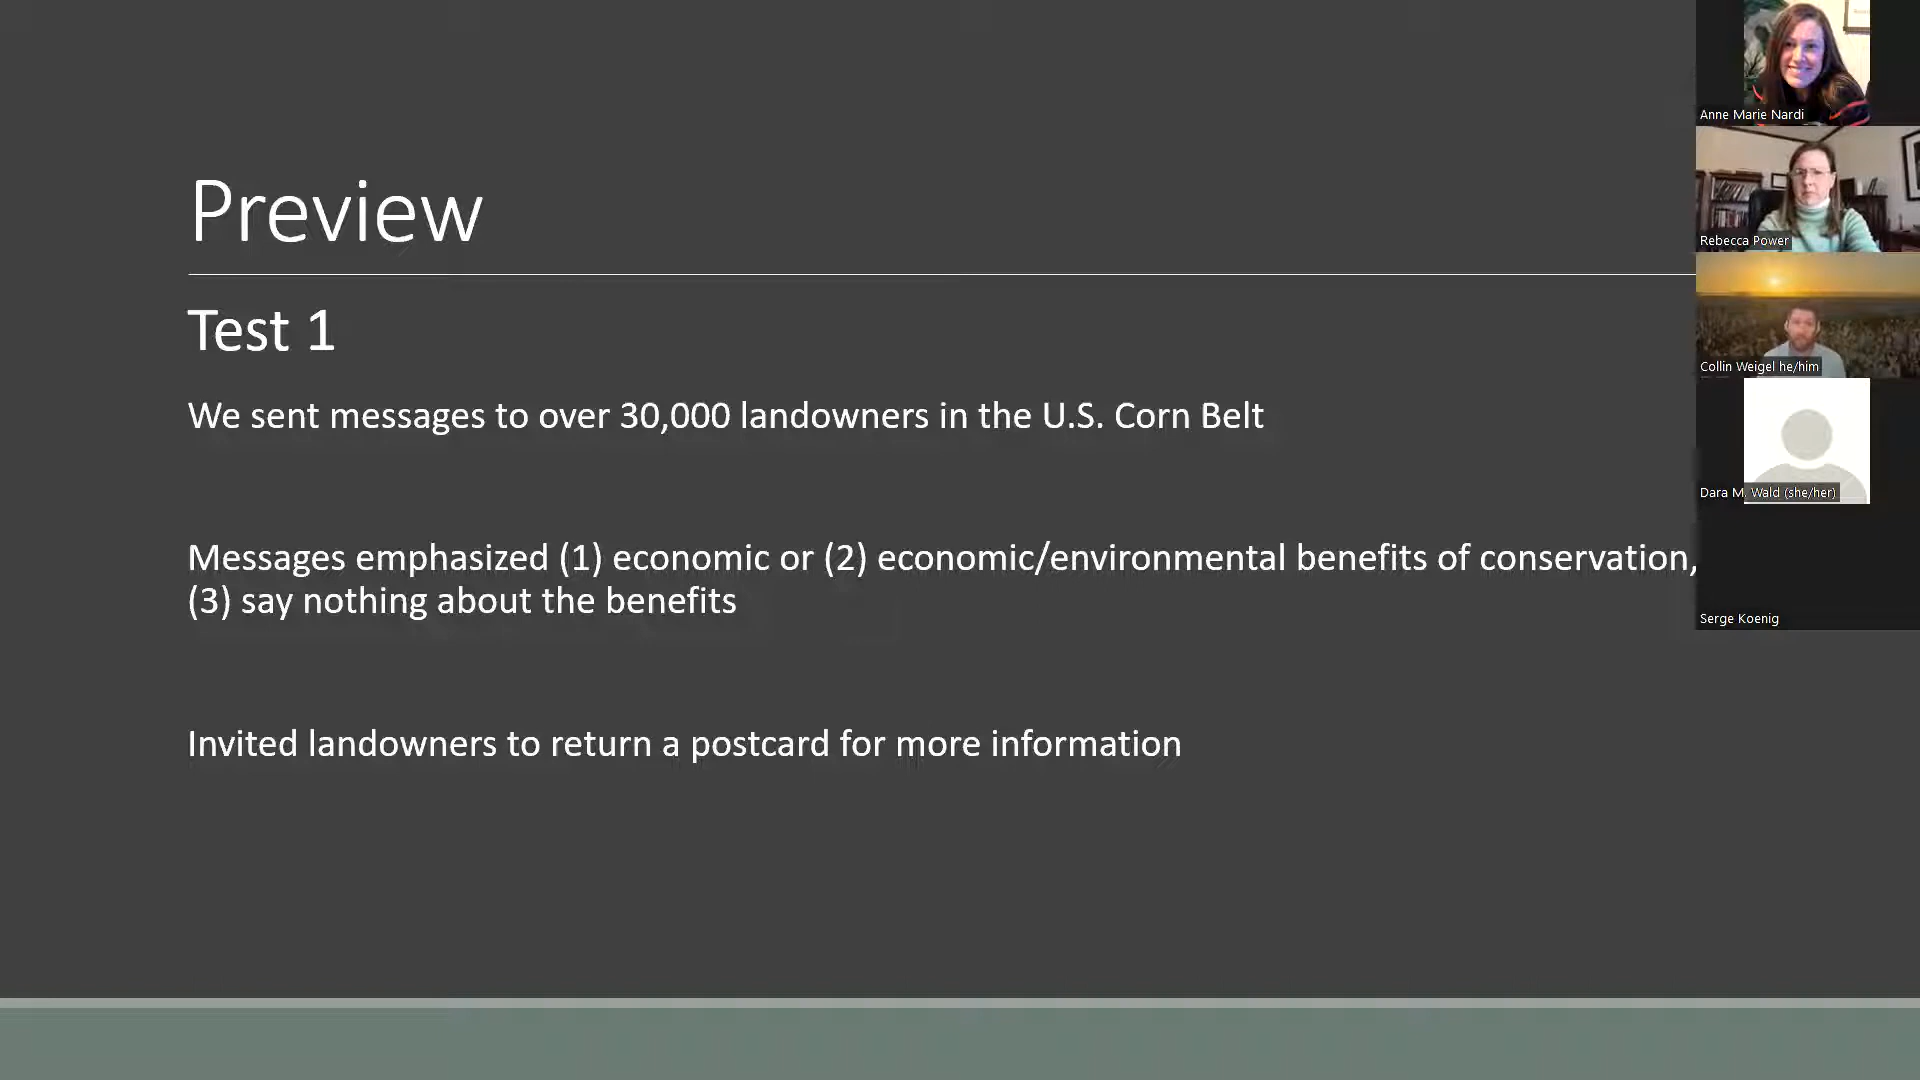 Preview
Test 1
We sent messages to over 30,000 landowners in the U.S. Corn Belt
Messages emphasized (1) economic or (2) economic/environmental benefits of conservation,
(3) say nothing about the benefits
Invited landowners to return a postcard for more information
Anne Marie Nardi
Rebecca Power
Collin Weigel he/him
Dara M. Wald (she/her)
Serge Koenig